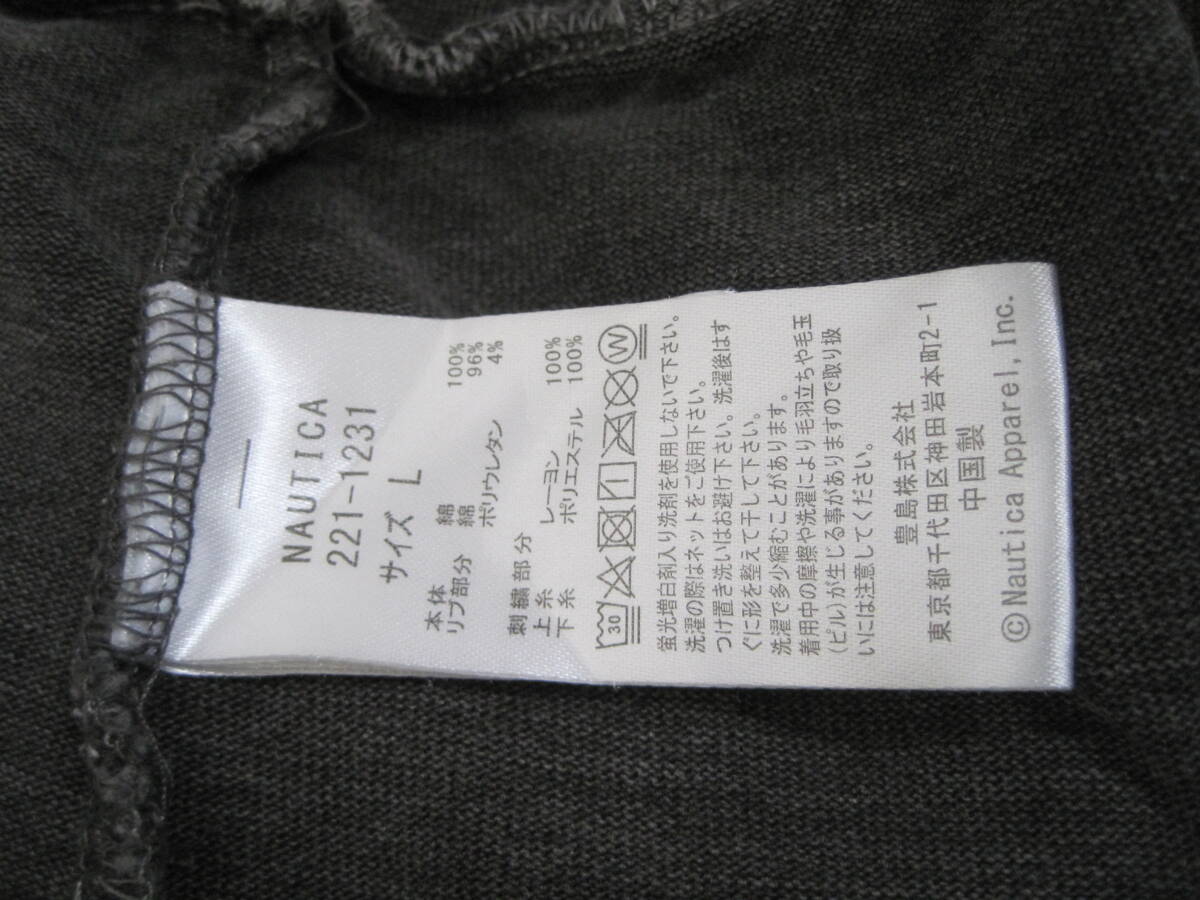 NAUTICA
221-1231
サイズ L
本体 綿 100%
リブ部分 綿 96%
ポリウレタン 4%
刺繍部分
上糸 レーヨン 100%
下糸 ポリエステル 100%
30 W
蛍光増白剤入り洗剤を使用しないで下さい。
洗濯の際はネットをご使用下さい。
つけ置き洗いはお避け下さい。洗濯後はす
ぐに形を整えて干して下さい。
洗濯で多少縮むことがあります。
着用中の摩擦や洗濯により毛羽立ちや毛玉
(ピル)が生じる事がありますので取り扱
いには注意してください。
豊島株式会社
東京都千代田区神田岩本町2-1
中国製
©Nautica Apparel, Inc.